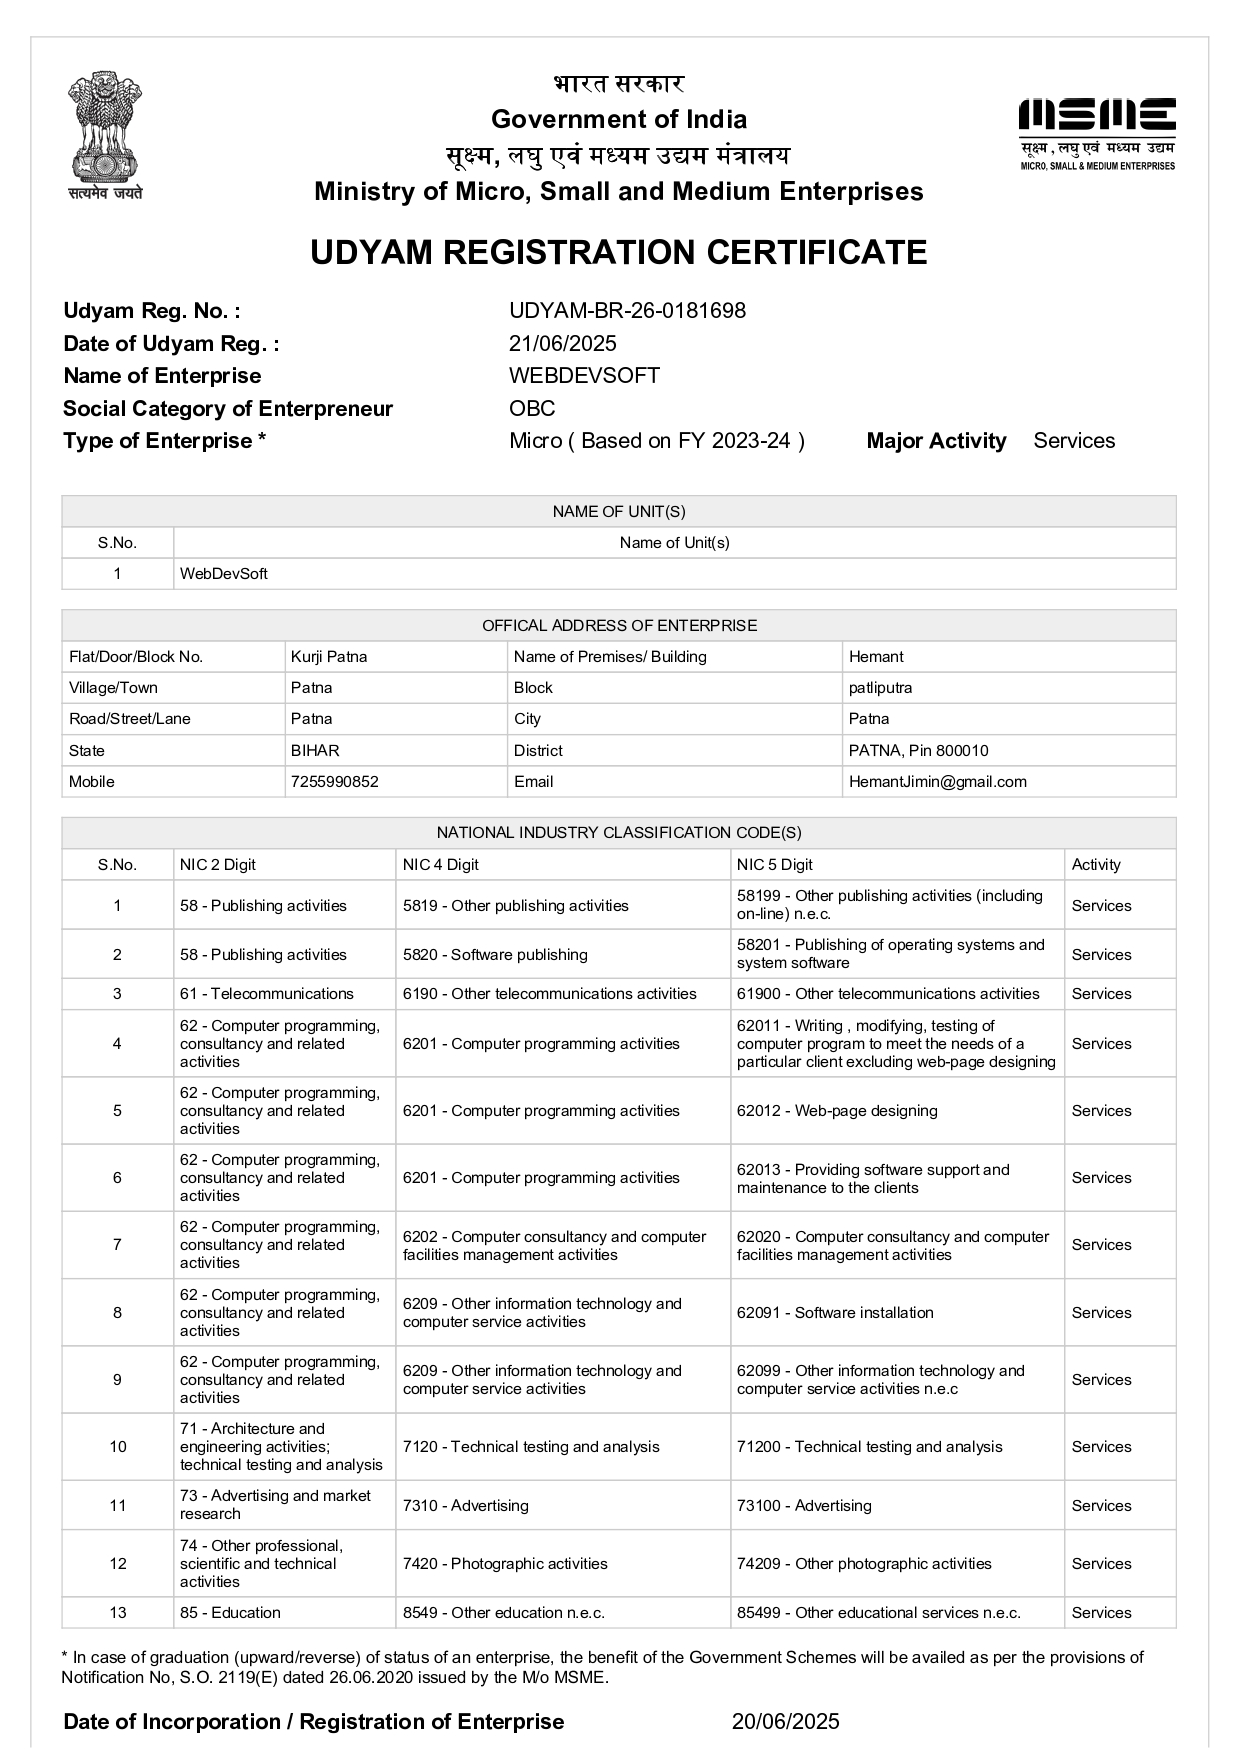 भारत सरकार
Government of India
सूक्ष्म, लघु एवं मध्यम उद्यम मंत्रालय
Ministry of Micro, Small and Medium Enterprises
सत्यमेव जयते
MSME
सूक्ष्म , लघु एवं मध्यम उद्यम
MICRO, SMALL & MEDIUM ENTERPRISES
UDYAM REGISTRATION CERTIFICATE
Udyam Reg. No. : UDYAM-BR-26-0181698
Date of Udyam Reg. : 21/06/2025
Name of Enterprise WEBDEVSOFT
Social Category of Enterpreneur OBC
Type of Enterprise * Micro ( Based on FY 2023-24 ) Major Activity Services
NAME OF UNIT(S)
S.No. Name of Unit(s)
1 WebDevSoft
OFFICAL ADDRESS OF ENTERPRISE
Flat/Door/Block No. Kurji Patna Name of Premises/ Building Hemant
Village/Town Patna Block patliputra
Road/Street/Lane Patna City Patna
State BIHAR District PATNA, Pin 800010
Mobile 7255990852 Email HemantJimin@gmail.com
NATIONAL INDUSTRY CLASSIFICATION CODE(S)
S.No. NIC 2 Digit NIC 4 Digit NIC 5 Digit Activity
1 58 - Publishing activities 5819 - Other publishing activities 58199 - Other publishing activities (including
on-line) n.e.c. Services
2 58 - Publishing activities 5820 - Software publishing 58201 - Publishing of operating systems and
system software Services
3 61 - Telecommunications 6190 - Other telecommunications activities 61900 - Other telecommunications activities Services
4 62 - Computer programming,
consultancy and related
activities 6201 - Computer programming activities 62011 - Writing , modifying, testing of
computer program to meet the needs of a
particular client excluding web-page designing Services
5 62 - Computer programming,
consultancy and related
activities 6201 - Computer programming activities 62012 - Web-page designing Services
6 62 - Computer programming,
consultancy and related
activities 6201 - Computer programming activities 62013 - Providing software support and
maintenance to the clients Services
7 62 - Computer programming,
consultancy and related
activities 6202 - Computer consultancy and computer
facilities management activities 62020 - Computer consultancy and computer
facilities management activities Services
8 62 - Computer programming,
consultancy and related
activities 6209 - Other information technology and
computer service activities 62091 - Software installation Services
9 62 - Computer programming,
consultancy and related
activities 6209 - Other information technology and
computer service activities 62099 - Other information technology and
computer service activities n.e.c Services
10 71 - Architecture and
engineering activities;
technical testing and analysis 7120 - Technical testing and analysis 71200 - Technical testing and analysis Services
11 73 - Advertising and market
research 7310 - Advertising 73100 - Advertising Services
12 74 - Other professional,
scientific and technical
activities 7420 - Photographic activities 74209 - Other photographic activities Services
13 85 - Education 8549 - Other education n.e.c. 85499 - Other educational services n.e.c. Services
* In case of graduation (upward/reverse) of status of an enterprise, the benefit of the Government Schemes will be availed as per the provisions of
Notification No, S.O. 2119(E) dated 26.06.2020 issued by the M/o MSME.
Date of Incorporation / Registration of Enterprise 20/06/2025